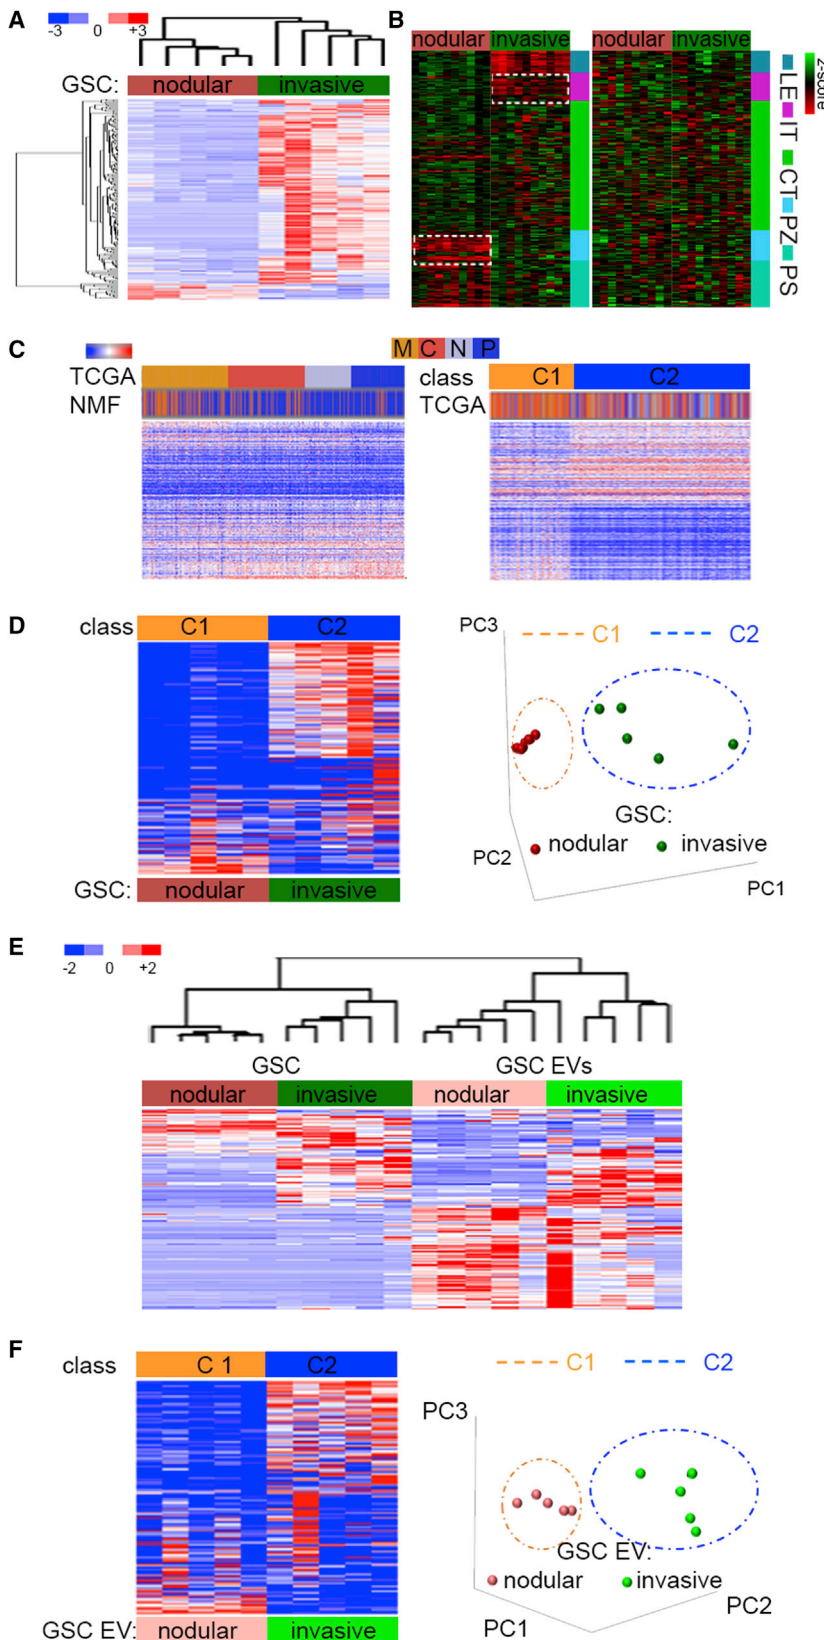 A
-3 0 +3
GSC: nodular invasive
B
nodular invasive nodular invasive
z-score
LE IT CT PZ PS
C
M C N P
TCGA
NMF
class C1 C2
TCGA
D
class C1 C2
GSC: nodular invasive
PC3
C1 C2
GSC:
nodular invasive
PC2
PC1
E
-2 0 +2
GSC GSC EVs
nodular invasive nodular invasive
F
class C 1 C2
GSC EV: nodular invasive
C1 C2
PC3
GSC EV:
nodular invasive
PC2
PC1